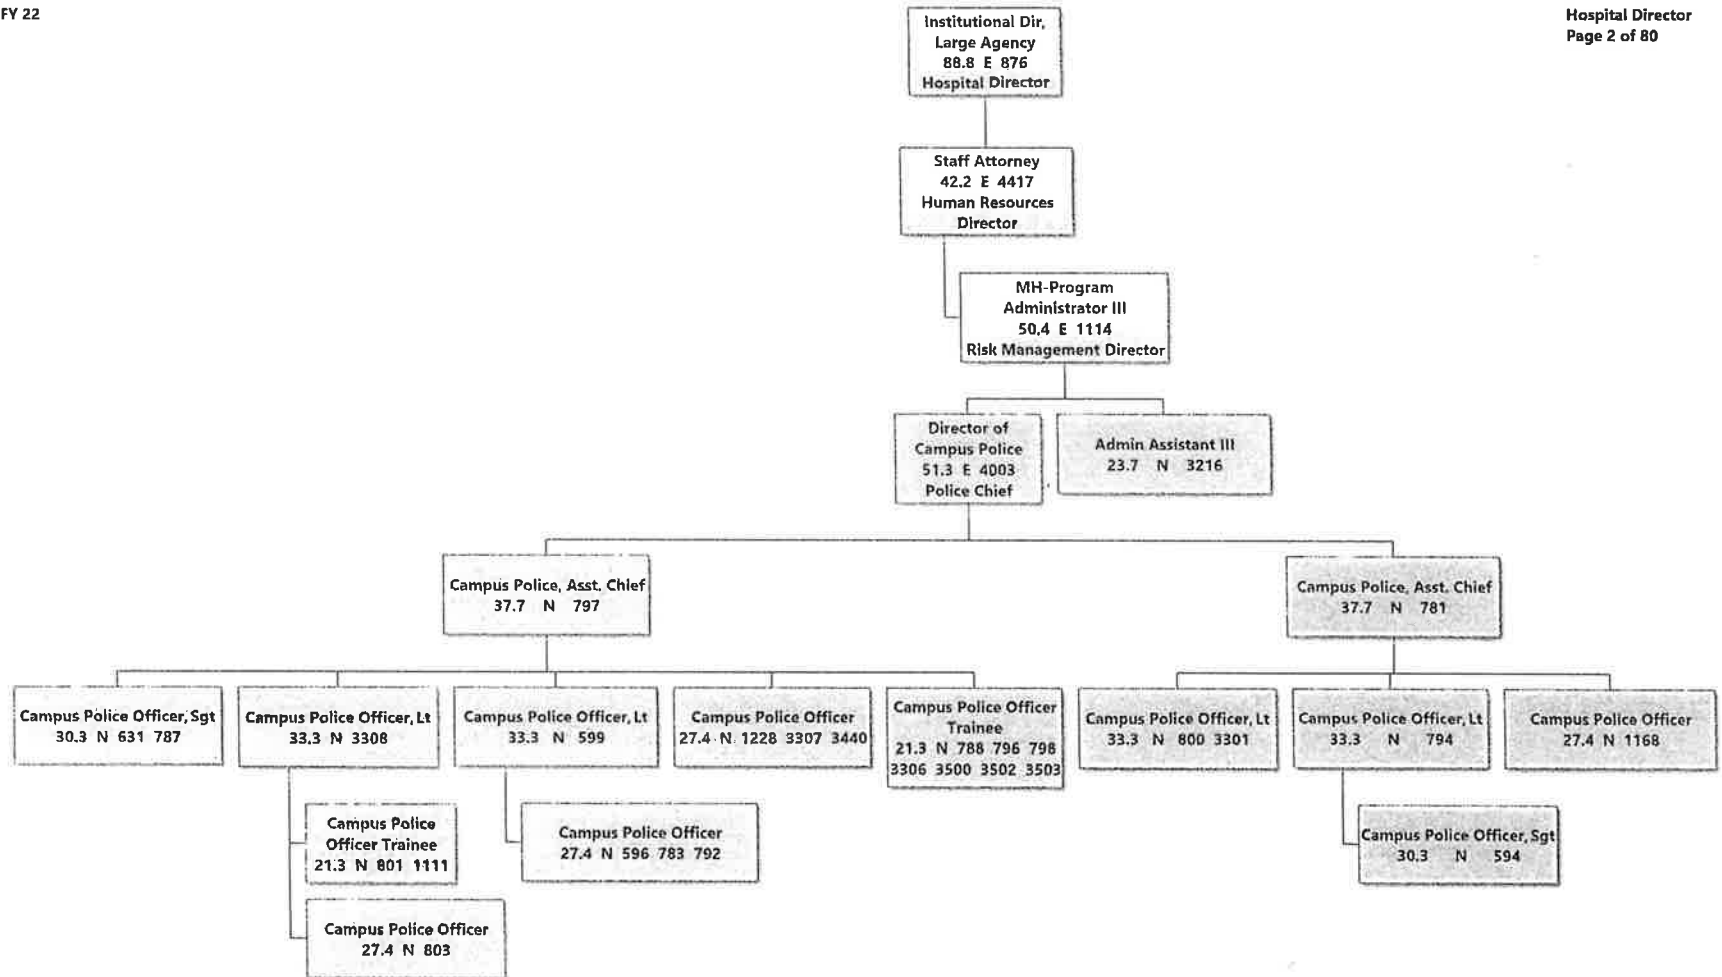 FY 22
Hospital Director
Page 2 of 80
Institutional Dir,
Large Agency
88.8 E 876
Hospital Director
Staff Attorney
42.2 E 4417
Human Resources
Director
MH-Program
Administrator III
50.4 E 1114
Risk Management Director
Director of
Campus Police
51.3 E 4003
Police Chief
Admin Assistant III
23.7 N 3216
Campus Police, Asst. Chief
37.7 N 797
Campus Police, Asst. Chief
37.7 N 781
Campus Police Officer, Sgt
30.3 N 631 787
Campus Police Officer, Lt
33.3 N 3308
Campus Police Officer, Lt
33.3 N 599
Campus Police Officer
27.4 N 1228 3307 3440
Campus Police Officer
Trainee
21.3 N 788 796 798
3306 3500 3502 3503
Campus Police Officer, Lt
33.3 N 800 3301
Campus Police Officer, Lt
33.3 N 794
Campus Police Officer
27.4 N 1168
Campus Police
Officer Trainee
21.3 N 801 1111
Campus Police Officer
27.4 N 596 783 792
Campus Police Officer, Sgt
30.3 N 594
Campus Police Officer
27.4 N 803